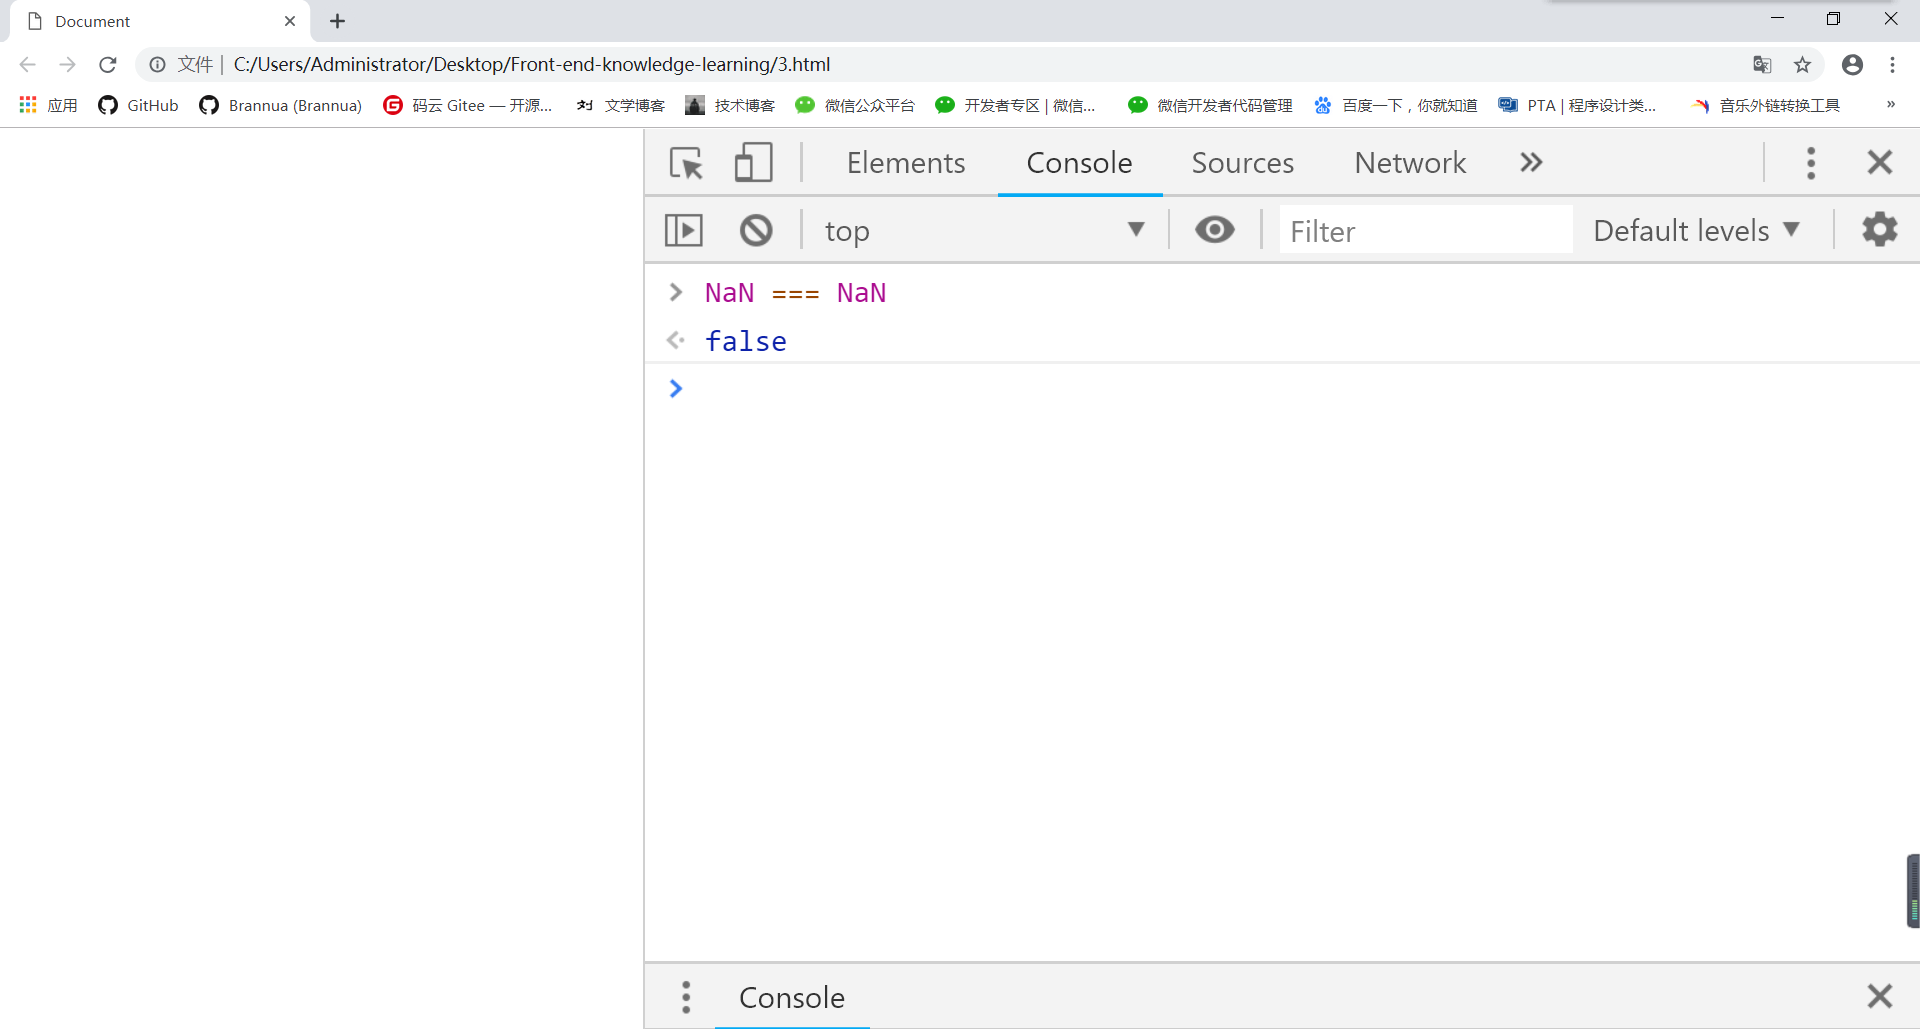 Document
文件 | C:/Users/Administrator/Desktop/Front-end-knowledge-learning/3.html
应用 GitHub Brannua (Brannua) 码云 Gitee — 开源... 文学博客 技术博客 微信公众平台 开发者专区 | 微信... 微信开发者代码管理 百度一下，你就知道 PTA | 程序设计类... 音乐外链转换工具 »
Elements Console Sources Network »
top Filter Default levels
> NaN === NaN
false
>
Console